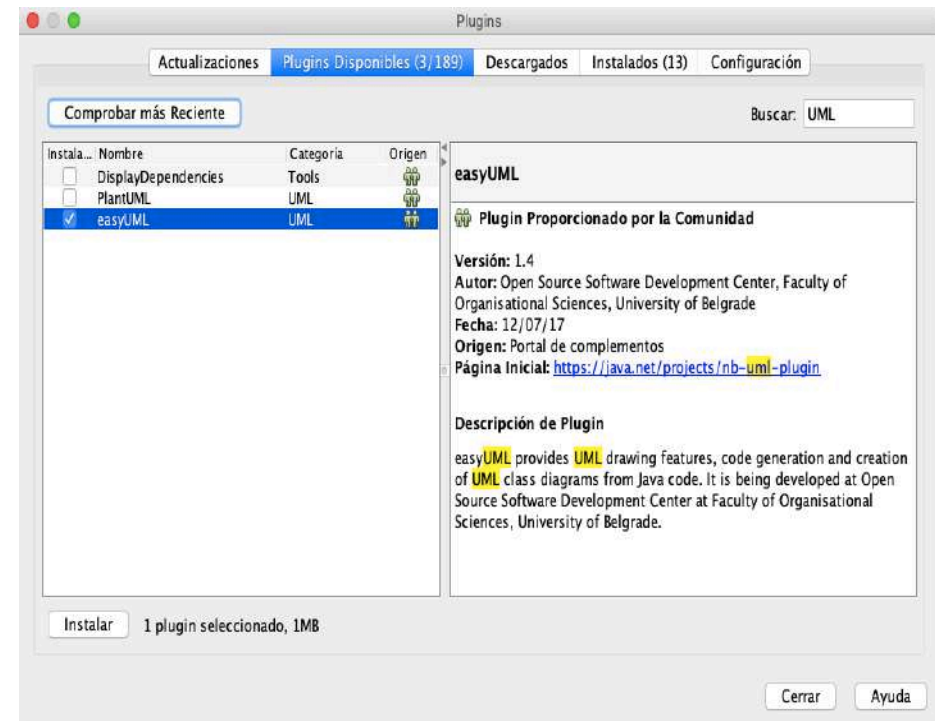 Plugins
Actualizaciones Plugins Disponibles (3/189) Descargados Instalados (13) Configuración
Comprobar más Reciente
Buscar: UML
Instala... Nombre Categoría Origen
DisplayDependencies Tools
PlantUML UML
easyUML UML
easyUML
Plugin Proporcionado por la Comunidad
Versión: 1.4
Autor: Open Source Software Development Center, Faculty of
Organisational Sciences, University of Belgrade
Fecha: 12/07/17
Origen: Portal de complementos
Página Inicial: https://java.net/projects/nb-uml-plugin
Descripción de Plugin
easyUML provides UML drawing features, code generation and creation
of UML class diagrams from Java code. It is being developed at Open
Source Software Development Center at Faculty of Organisational
Sciences, University of Belgrade.
Instalar 1 plugin seleccionado, 1MB
Cerrar Ayuda